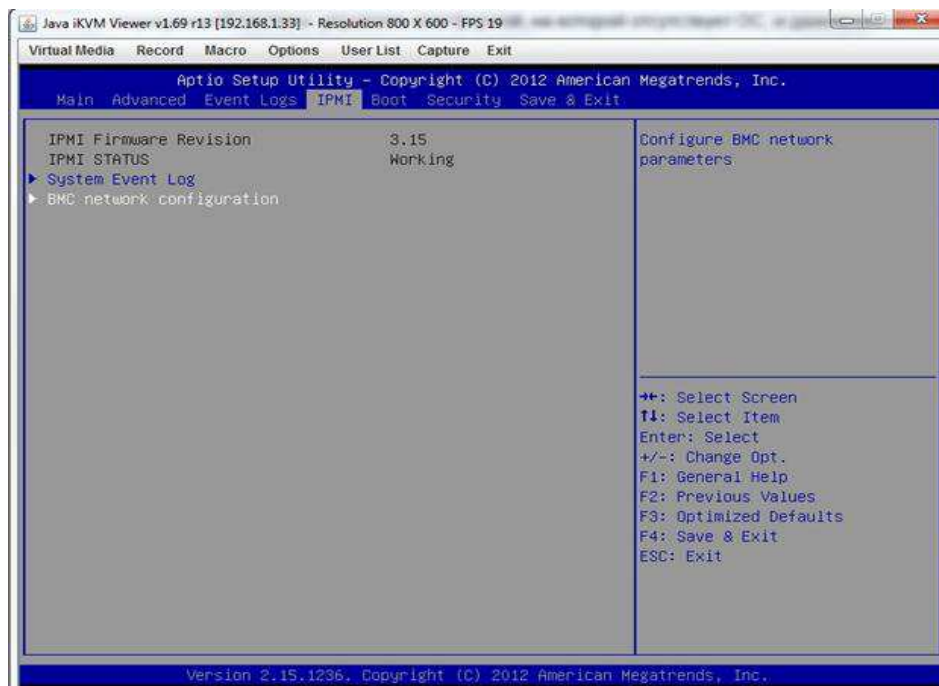 Java iKVM Viewer v1.69 r13 [192.168.1.33] - Resolution 800 X 600 - FPS 19
Virtual Media Record Macro Options User List Capture Exit
Aptio Setup Utility - Copyright (C) 2012 American Megatrends, Inc.
Main Advanced Event Logs IPMI Boot Security Save & Exit
IPMI Firmware Revision 3.15
IPMI STATUS Working
System Event Log
BMC network configuration
Configure BMC network
parameters
→←: Select Screen
↑↓: Select Item
Enter: Select
+/-: Change Opt.
F1: General Help
F2: Previous Values
F3: Optimized Defaults
F4: Save & Exit
ESC: Exit
Version 2.15.1236. Copyright (C) 2012 American Megatrends, Inc.